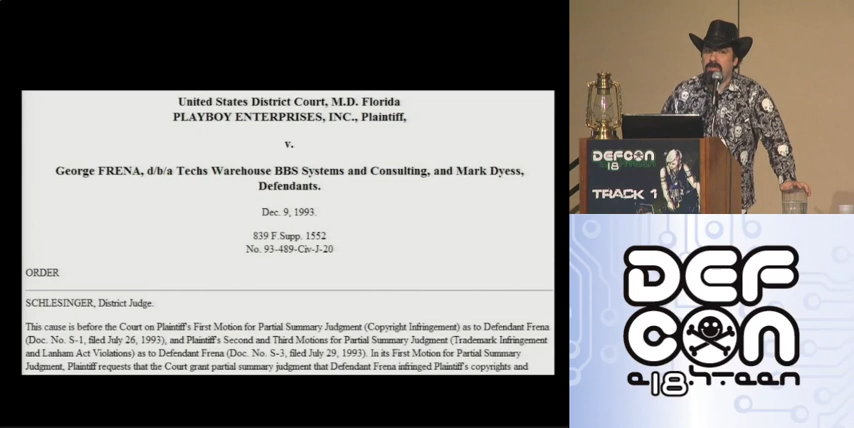 United States District Court, M.D. Florida
PLAYBOY ENTERPRISES, INC., Plaintiff,
v.
George FRENA, d/b/a Techs Warehouse BBS Systems and Consulting, and Mark Dyess,
Defendants.
Dec. 9, 1993.
839 F.Supp. 1552
No. 93-489-Civ-J-20
ORDER
SCHLESINGER, District Judge.
This cause is before the Court on Plaintiff's First Motion for Partial Summary Judgment (Copyright Infringement) as to Defendant Frena
(Doc. No. S-1, filed July 26, 1993), and Plaintiff's Second and Third Motions for Partial Summary Judgment (Trademark Infringement
and Lanham Act Violations) as to Defendant Frena (Doc. No. S-3, filed July 29, 1993). In its First Motion for Partial Summary
Judgment, Plaintiff requests that the Court grant partial summary judgment that Defendant Frena infringed Plaintiff's copyrights and
DEFCON
18
TRACK 1
DEF
CON
e18hteen